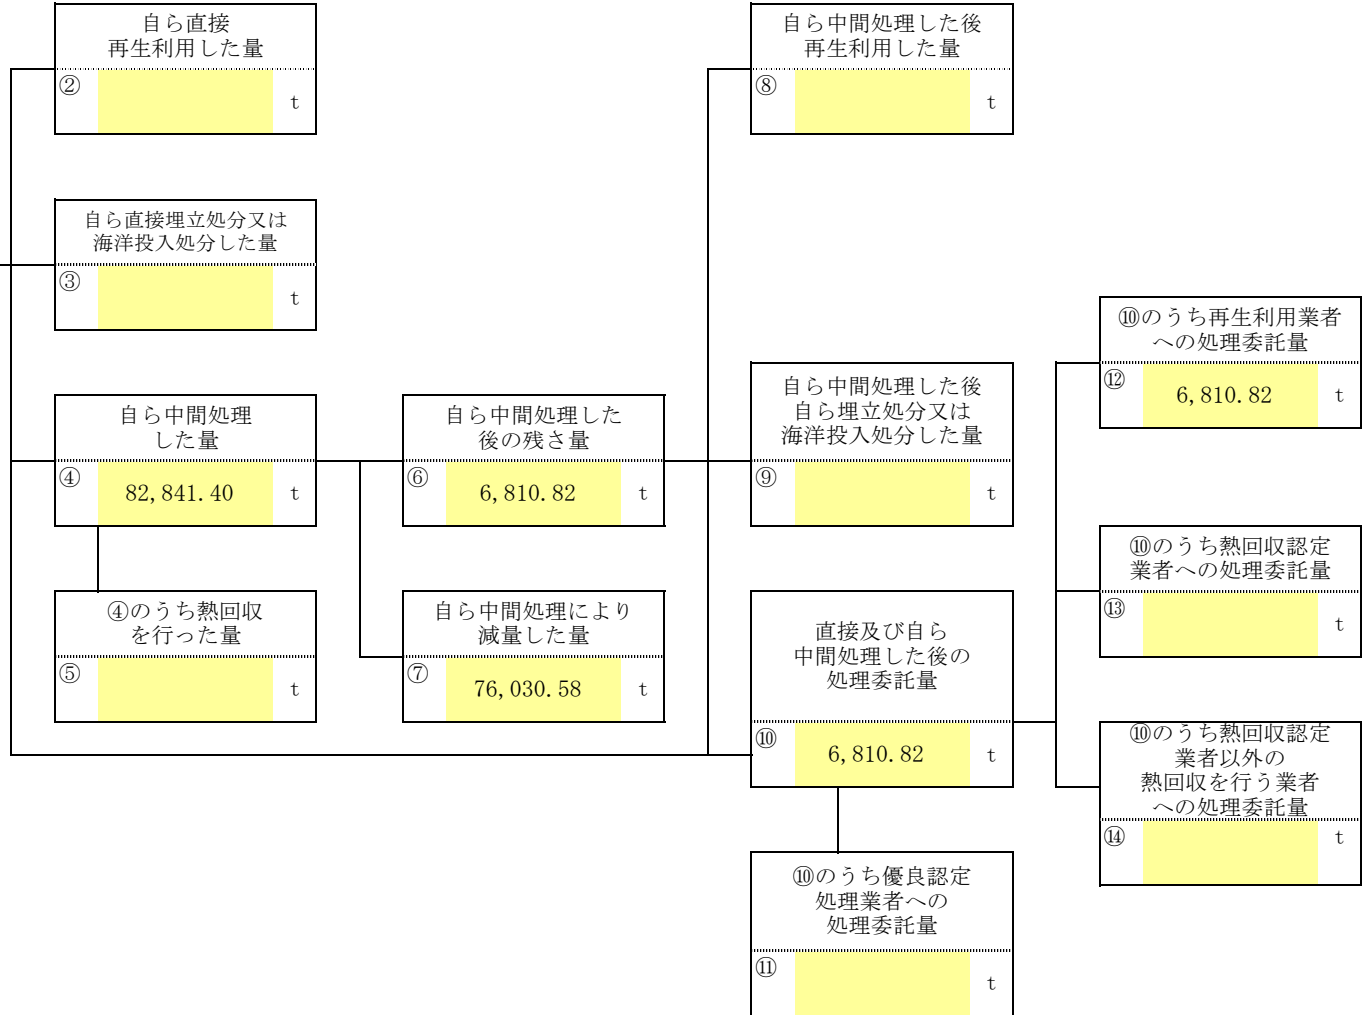 自ら直接
再生利用した量
②
t
自ら直接埋立処分又は
海洋投入処分した量
③
t
自ら中間処理
した量
④
82,841.40
t
④のうち熱回収
を行った量
⑤
t
自ら中間処理した
後の残さ量
⑥
6,810.82
t
自ら中間処理により
減量した量
⑦
76,030.58
t
自ら中間処理した後
再生利用した量
⑧
t
自ら中間処理した後
自ら埋立処分又は
海洋投入処分した量
⑨
t
直接及び自ら
中間処理した後の
処理委託量
⑩
6,810.82
t
⑩のうち優良認定
処理業者への
処理委託量
⑪
t
⑩のうち再生利用業者
への処理委託量
⑫
6,810.82
t
⑩のうち熱回収認定
業者への処理委託量
⑬
t
⑩のうち熱回収認定
業者以外の
熱回収を行う業者
への処理委託量
⑭
t